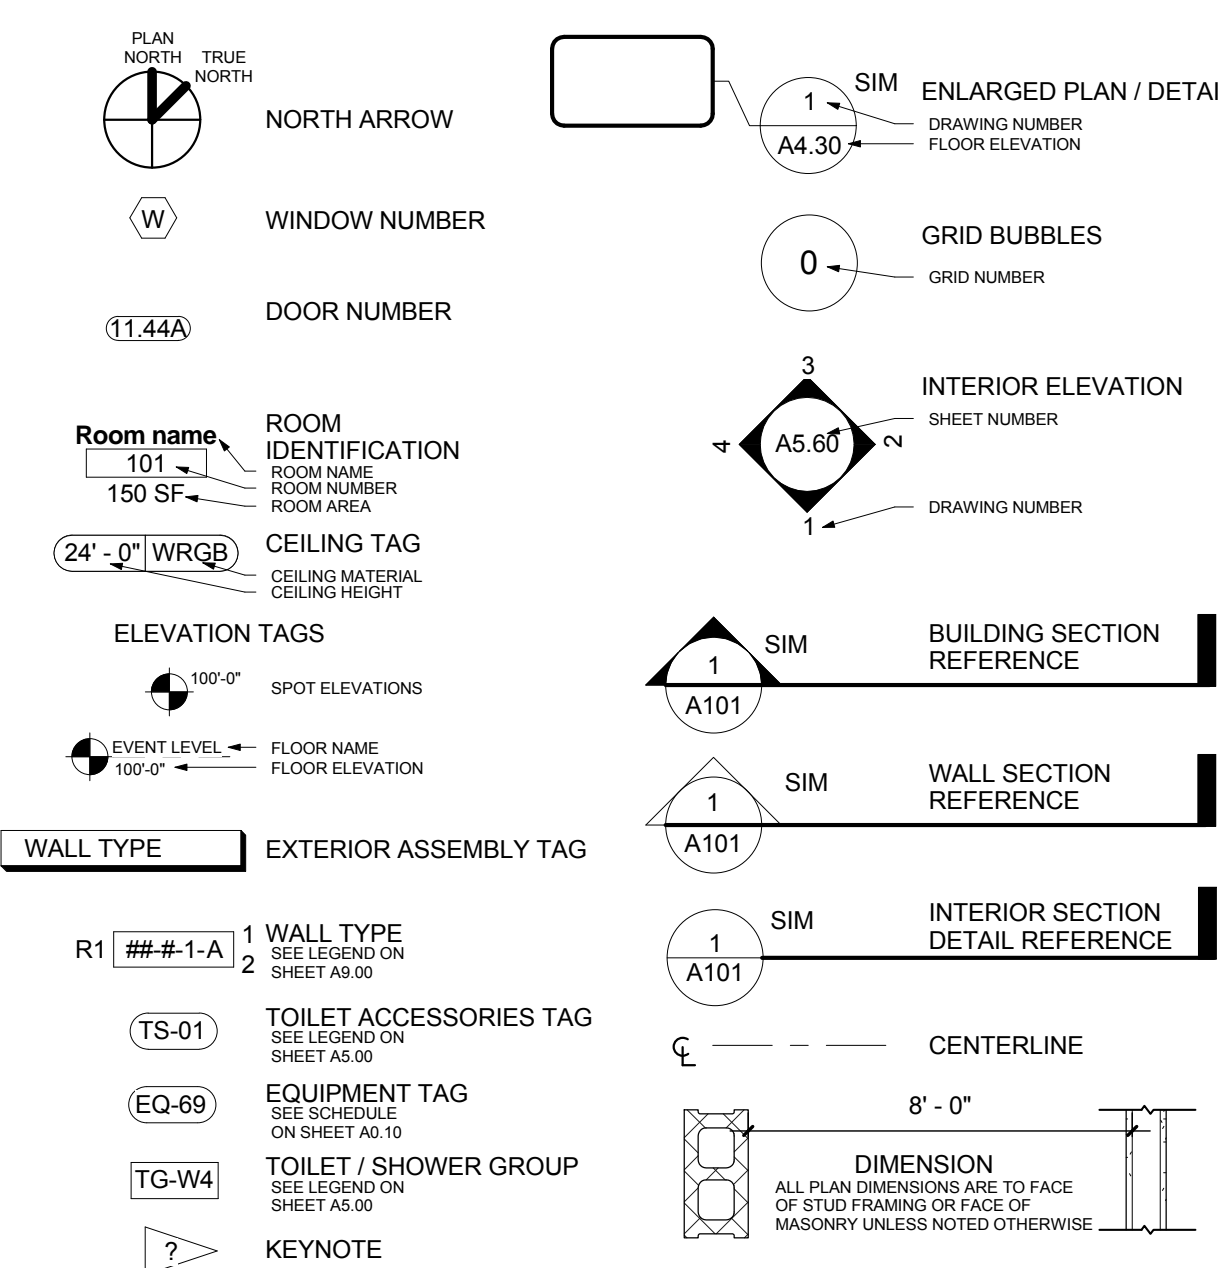 PLAN
NORTH
TRUE
NORTH
NORTH ARROW
W
WINDOW NUMBER
11.44A
DOOR NUMBER
Room name
101
150 SF
ROOM
IDENTIFICATION
ROOM NAME
ROOM NUMBER
ROOM AREA
24' - 0" WRGB
CEILING TAG
CEILING MATERIAL
CEILING HEIGHT
ELEVATION TAGS
100'-0"
SPOT ELEVATIONS
EVENT LEVEL
100'-0"
FLOOR NAME
FLOOR ELEVATION
WALL TYPE
EXTERIOR ASSEMBLY TAG
R1 ##-#-1-A 1
2
WALL TYPE
SEE LEGEND ON
SHEET A9.00
TS-01
TOILET ACCESSORIES TAG
SEE LEGEND ON
SHEET A5.00
EQ-69
EQUIPMENT TAG
SEE SCHEDULE
ON SHEET A0.10
TG-W4
TOILET / SHOWER GROUP
SEE LEGEND ON
SHEET A5.00
?
KEYNOTE
1
A4.30
SIM
ENLARGED PLAN / DETAI
DRAWING NUMBER
FLOOR ELEVATION
0
GRID BUBBLES
GRID NUMBER
3
4
A5.60
2
1
INTERIOR ELEVATION
SHEET NUMBER
DRAWING NUMBER
1
A101
SIM
BUILDING SECTION
REFERENCE
1
A101
SIM
WALL SECTION
REFERENCE
1
A101
SIM
INTERIOR SECTION
DETAIL REFERENCE
℄
CENTERLINE
8' - 0"
DIMENSION
ALL PLAN DIMENSIONS ARE TO FACE
OF STUD FRAMING OR FACE OF
MASONRY UNLESS NOTED OTHERWISE